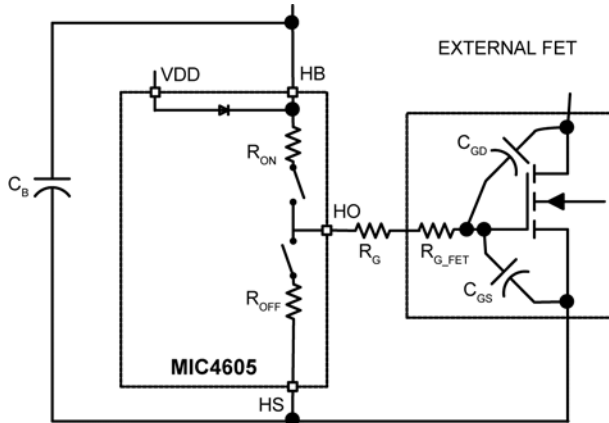 EXTERNAL FET
VDD
HB
R_ON
C_GD
C_B
HO
R_G
R_G_FET
R_OFF
C_GS
MIC4605
HS